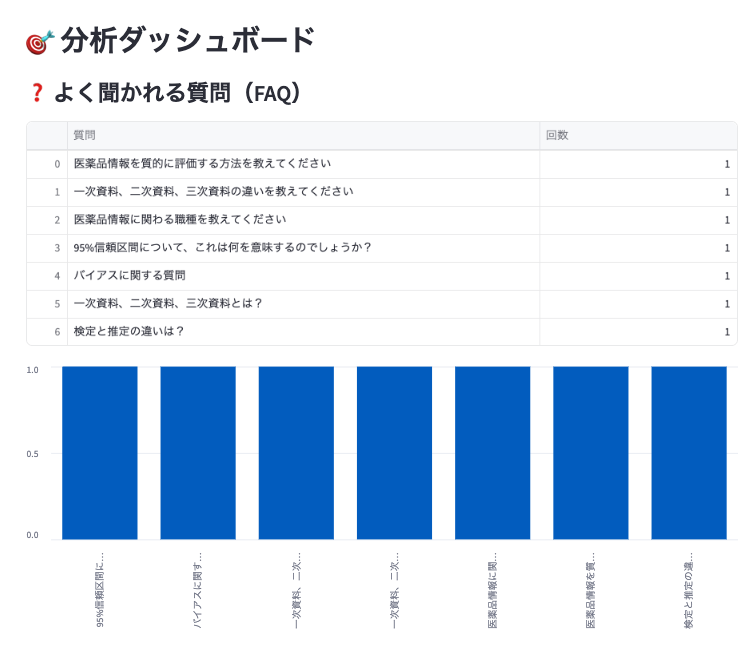 🎯 分析ダッシュボード
❓ よく聞かれる質問（FAQ）
質問 回数
0 医薬品情報を質的に評価する方法を教えてください 1
1 一次資料、二次資料、三次資料の違いを教えてください 1
2 医薬品情報に関わる職種を教えてください 1
3 95%信頼区間について、これは何を意味するのでしょうか？ 1
4 バイアスに関する質問 1
5 一次資料、二次資料、三次資料とは？ 1
6 検定と推定の違いは？ 1
1.0
0.5
0.0
95%信頼区間に…
バイアスに関す…
一次資料、二次…
一次資料、二次…
医薬品情報に関…
医薬品情報を質…
検定と推定の違…